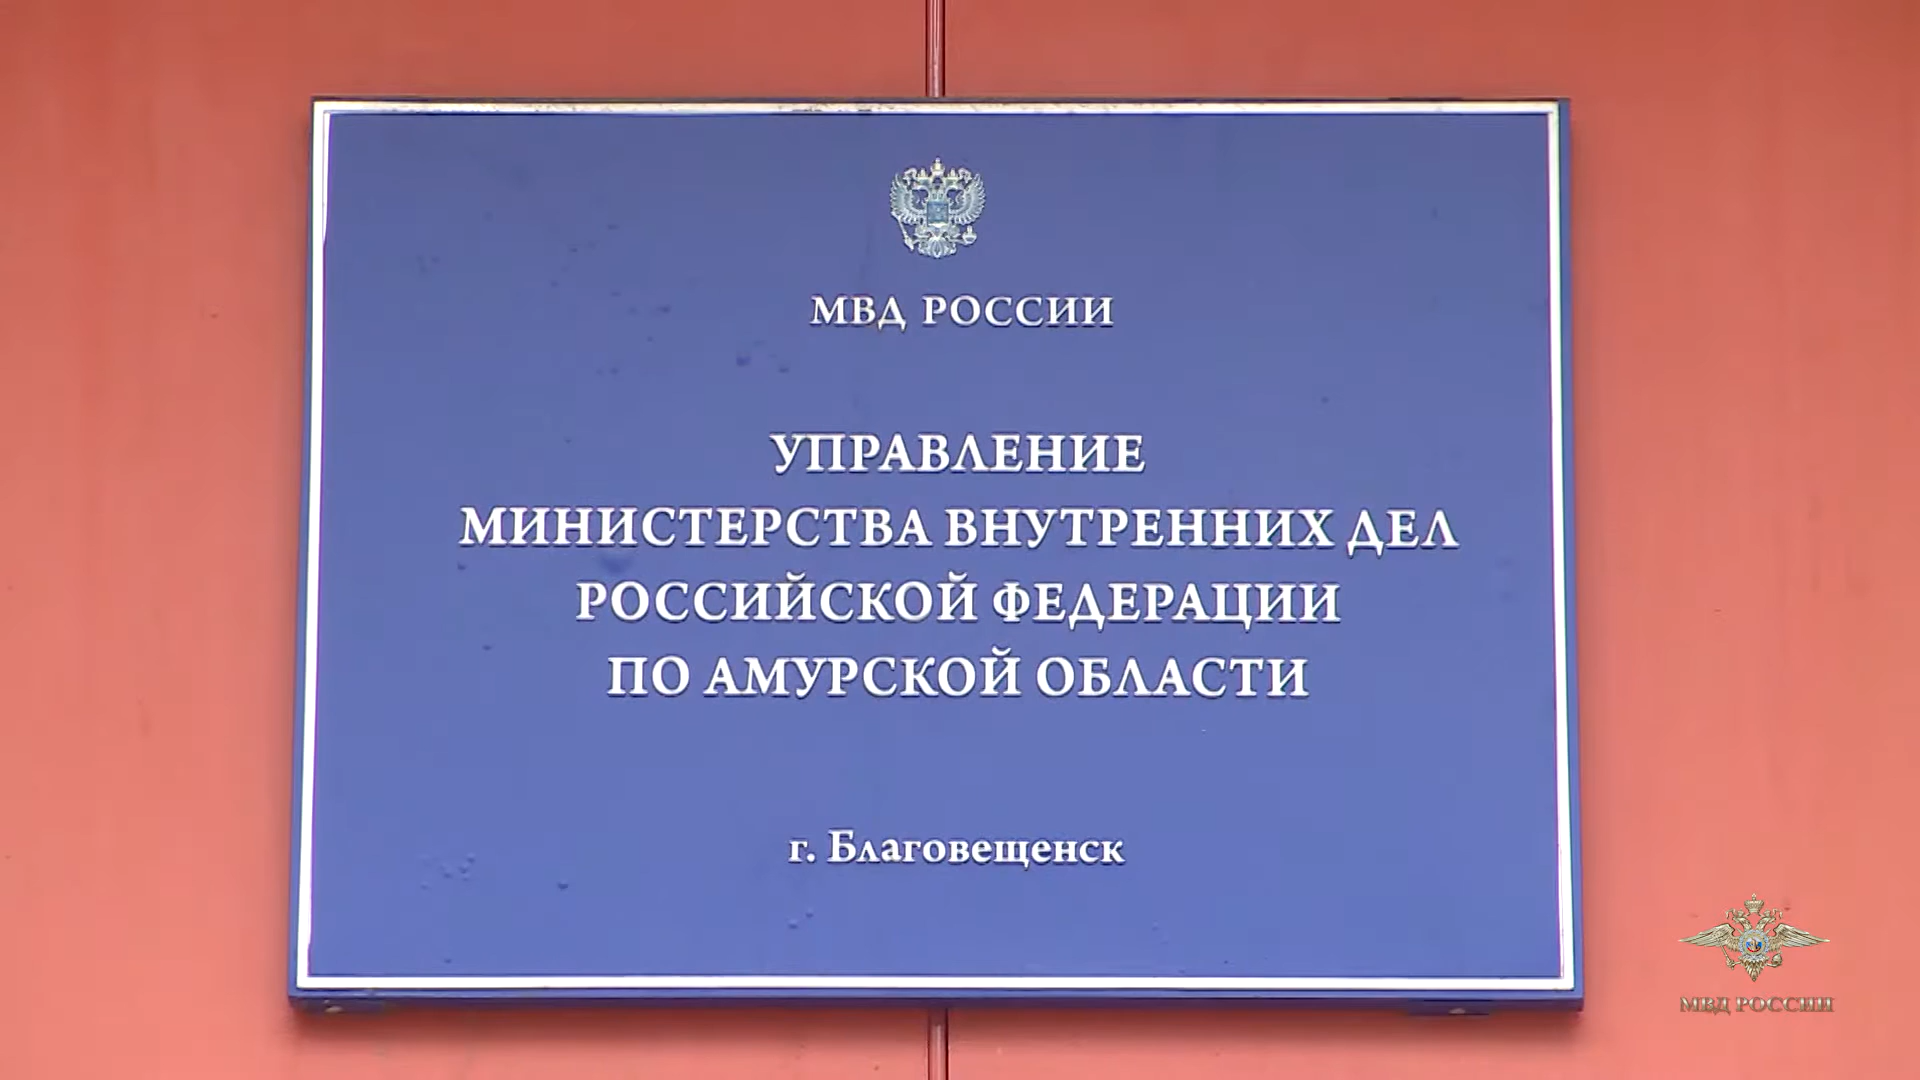 МВД РОССИИ
УПРАВЛЕНИЕ
МИНИСТЕРСТВА ВНУТРЕННИХ ДЕЛ
РОССИЙСКОЙ ФЕДЕРАЦИИ
ПО АМУРСКОЙ ОБЛАСТИ
г. Благовещенск
МВД РОССИИ